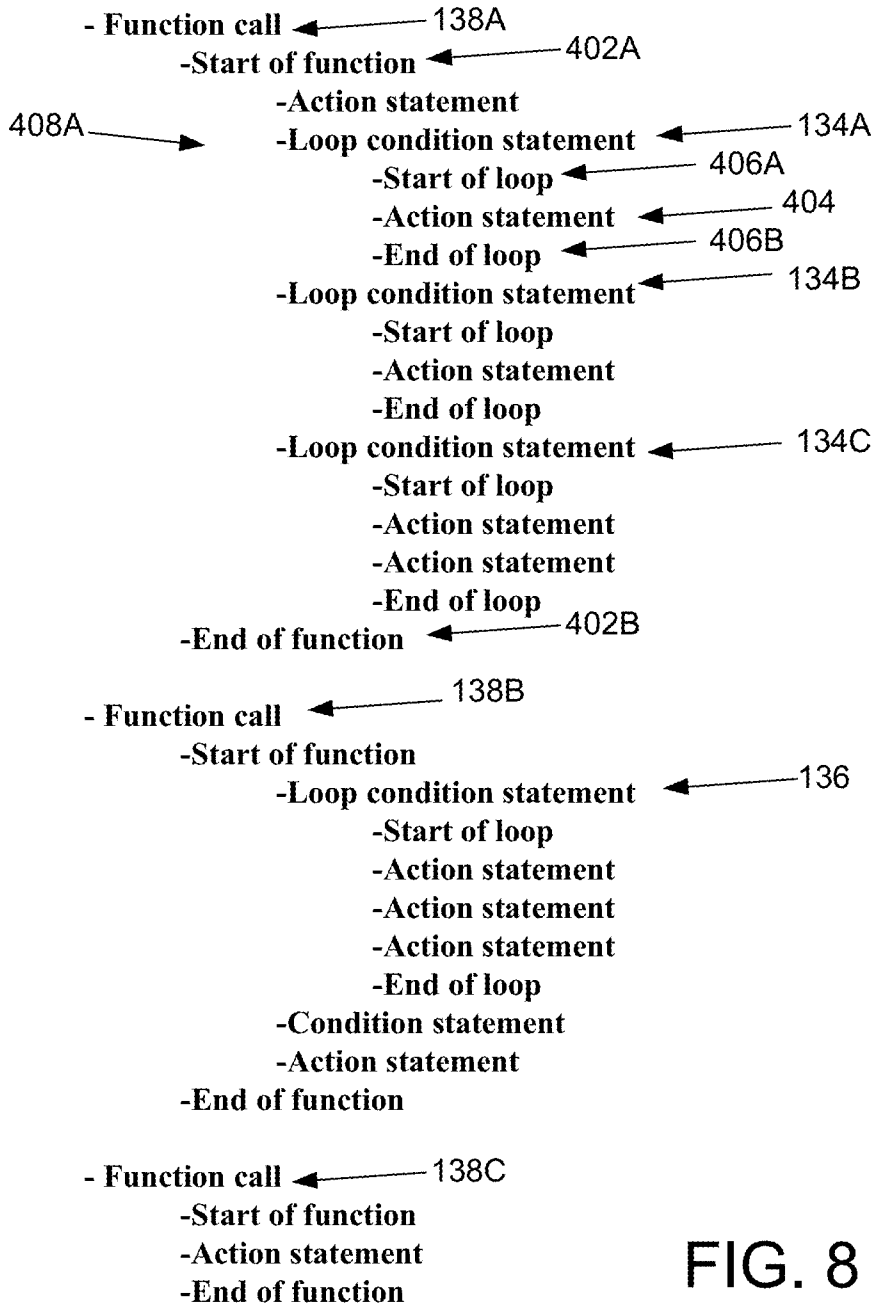 - Function call 138A
-Start of function 402A
-Action statement
408A -Loop condition statement 134A
-Start of loop 406A
-Action statement 404
-End of loop 406B
-Loop condition statement 134B
-Start of loop
-Action statement
-End of loop
-Loop condition statement 134C
-Start of loop
-Action statement
-Action statement
-End of loop
-End of function 402B
- Function call 138B
-Start of function
-Loop condition statement 136
-Start of loop
-Action statement
-Action statement
-Action statement
-End of loop
-Condition statement
-Action statement
-End of function
- Function call 138C
-Start of function
-Action statement
-End of function
FIG. 8